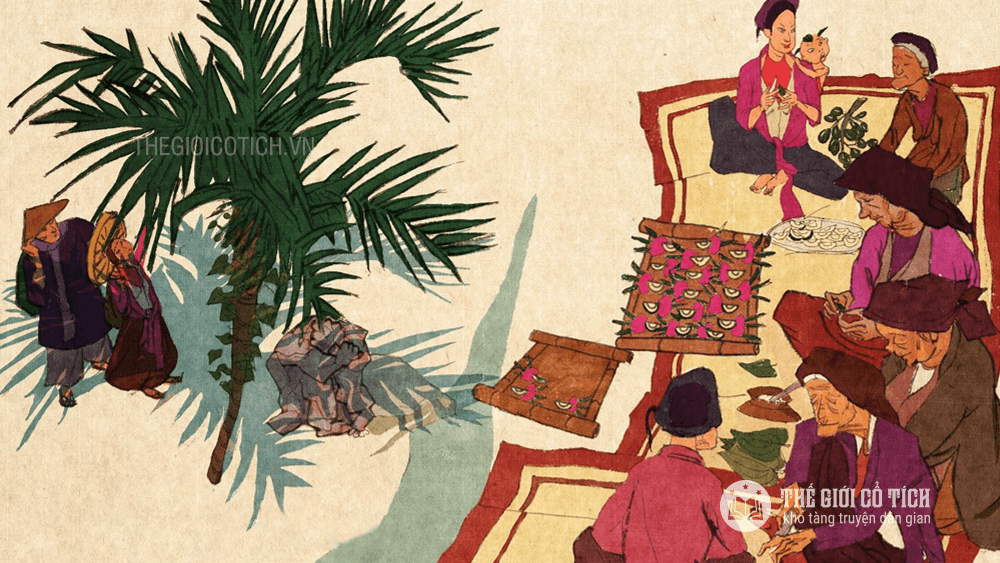 THEGIOICOTICH.VN
THẾ GIỚI CỔ TÍCH
kho tàng truyện dân gian